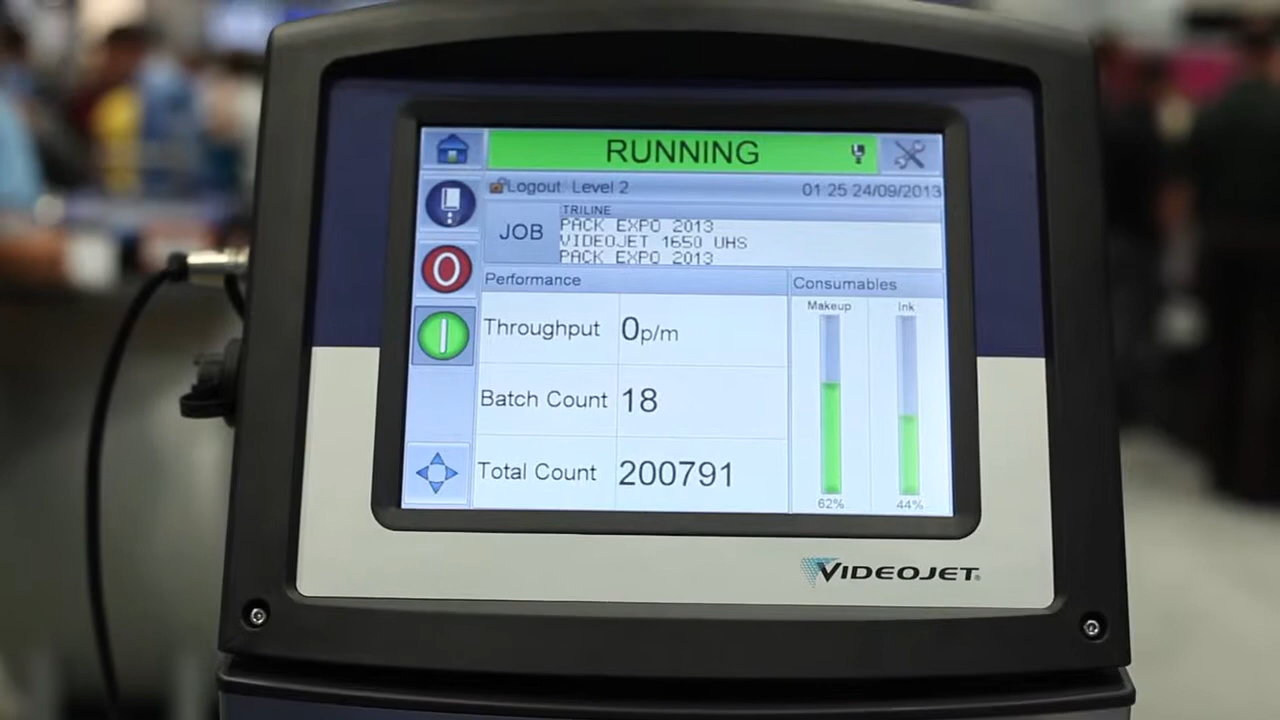 RUNNING
Logout Level 2 01 25 24/09/2013
JOB
TRILINE
PACK EXPO 2013
VIDEOJET 1650 UHS
PACK EXPO 2013
Performance
Consumables
Throughput 0p/m
Batch Count 18
Total Count 200791
Makeup Ink
62% 44%
VIDEOJET